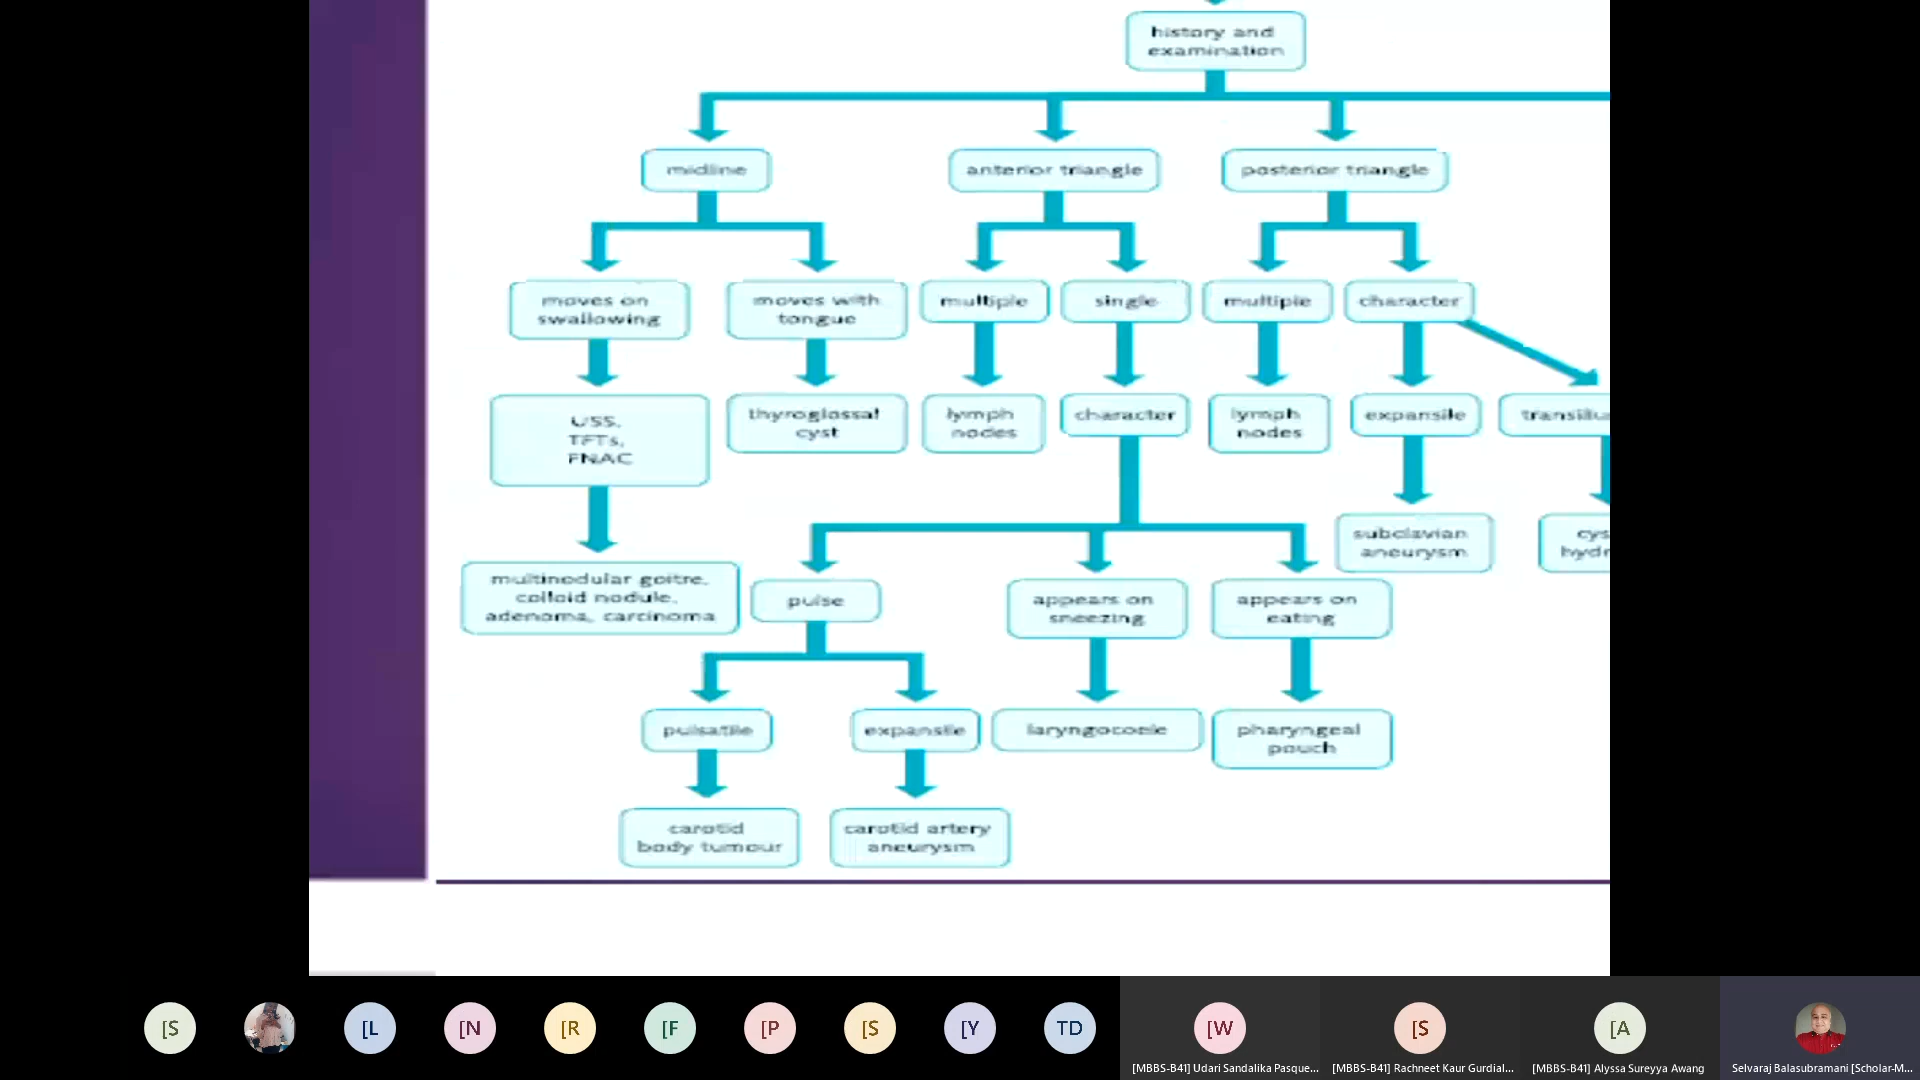 history and
examination
midline
anterior triangle
posterior triangle
moves on
swallowing
moves with
tongue
multiple
single
multiple
character
USS,
TFTs,
FNAC
thyroglossal
cyst
lymph
nodes
character
lymph
nodes
expansile
transillu
subclavian
aneurysm
cys
hydr
multinodular goitre,
colloid nodule,
adenoma, carcinoma
pulse
appears on
sneezing
appears on
eating
pulsatile
expansile
laryngocoele
pharyngeal
pouch
carotid
body tumour
carotid artery
aneurysm
[S
[L
[N
[R
[F
[P
[S
[Y
TD
[W
[S
[A
[MBBS-B41] Udari Sandalika Pasque...
[MBBS-B41] Rachneet Kaur Gurdial...
[MBBS-B41] Alyssa Sureyya Awang
Selvaraj Balasubramani [Scholar-M...